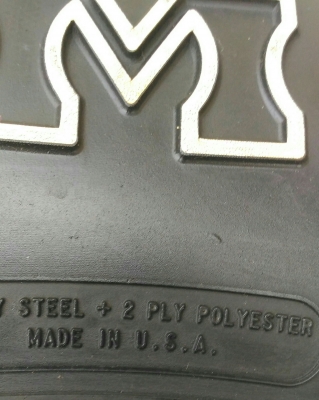 M
Y STEEL + 2 PLY POLYESTER
MADE IN U.S.A.